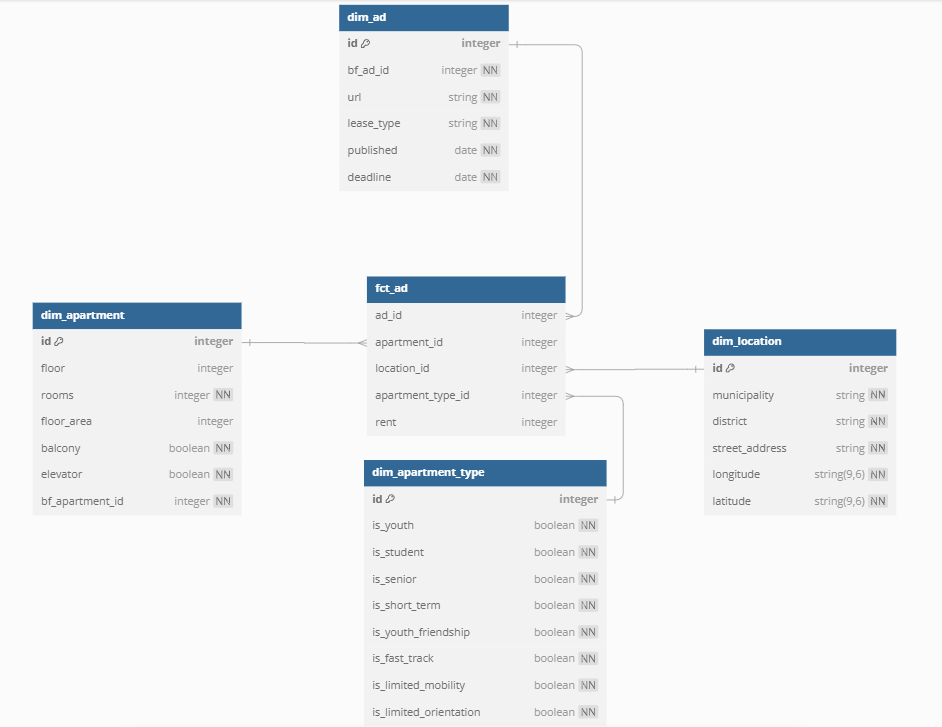 dim_ad
id integer
bf_ad_id integer NN
url string NN
lease_type string NN
published date NN
deadline date NN
fct_ad
ad_id integer
apartment_id integer
location_id integer
apartment_type_id integer
rent integer
dim_apartment
id integer
floor integer
rooms integer NN
floor_area integer
balcony boolean NN
elevator boolean NN
bf_apartment_id integer NN
dim_location
id integer
municipality string NN
district string NN
street_address string NN
longitude string(9,6) NN
latitude string(9,6) NN
dim_apartment_type
id integer
is_youth boolean NN
is_student boolean NN
is_senior boolean NN
is_short_term boolean NN
is_youth_friendship boolean NN
is_fast_track boolean NN
is_limited_mobility boolean NN
is_limited_orientation boolean NN